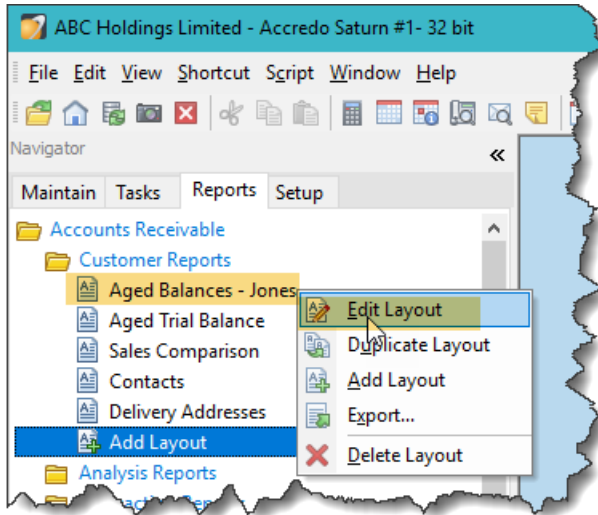 ABC Holdings Limited - Accredo Saturn #1- 32 bit
File Edit View Shortcut Script Window Help
Navigator
Maintain Tasks Reports Setup
Accounts Receivable
Customer Reports
Aged Balances - Jones
Aged Trial Balance
Sales Comparison
Contacts
Delivery Addresses
Add Layout
Analysis Reports
Edit Layout
Duplicate Layout
Add Layout
Export...
Delete Layout